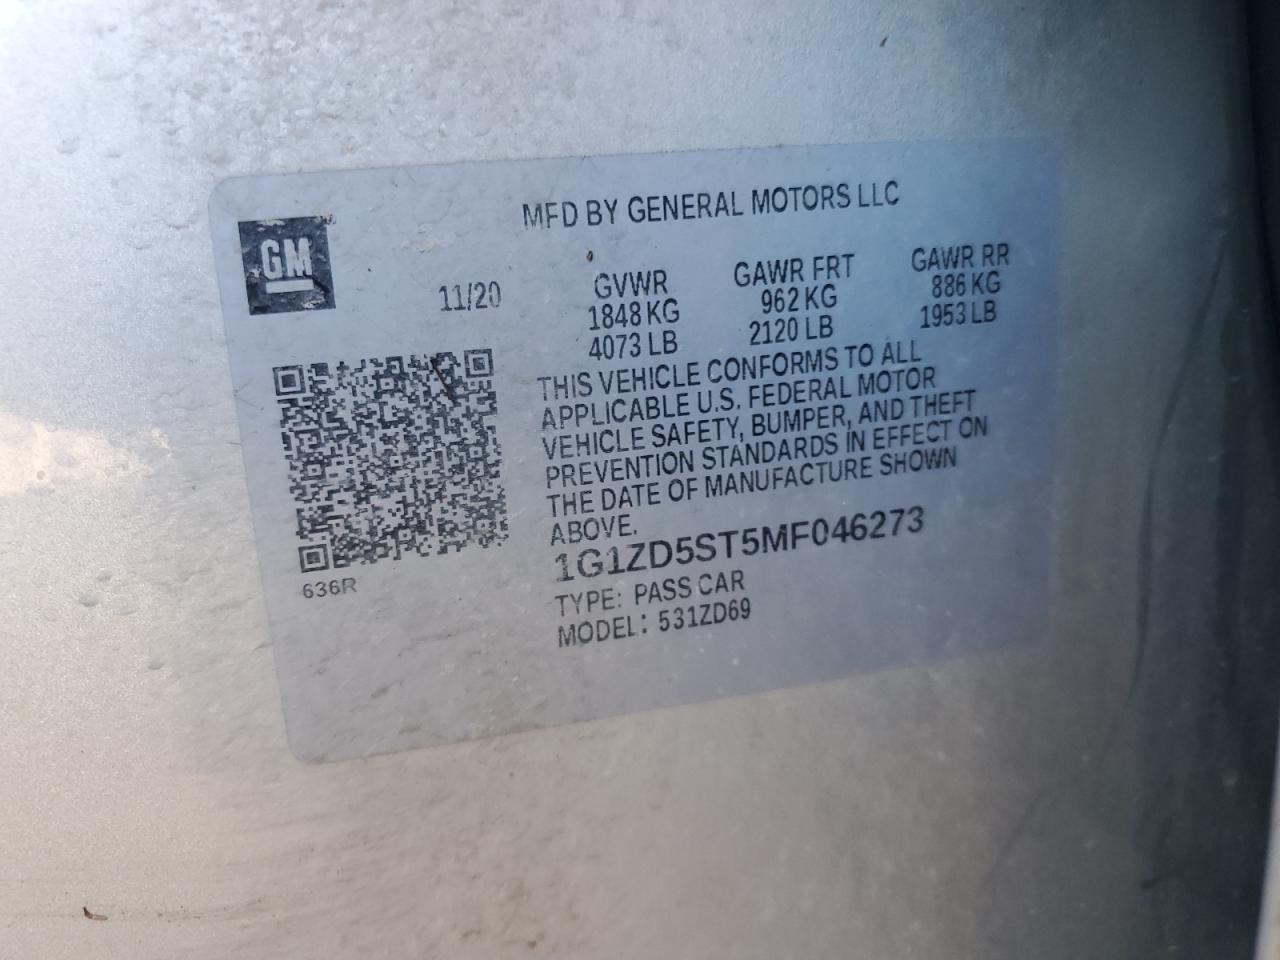 MFD BY GENERAL MOTORS LLC
GM
11/20
GVWR
1848 KG
4073 LB
GAWR FRT
962 KG
2120 LB
GAWR RR
886 KG
1953 LB
THIS VEHICLE CONFORMS TO ALL
APPLICABLE U.S. FEDERAL MOTOR
VEHICLE SAFETY, BUMPER, AND THEFT
PREVENTION STANDARDS IN EFFECT ON
THE DATE OF MANUFACTURE SHOWN
ABOVE.
1G1ZD5ST5MF046273
TYPE: PASS CAR
MODEL: 531ZD69
636R